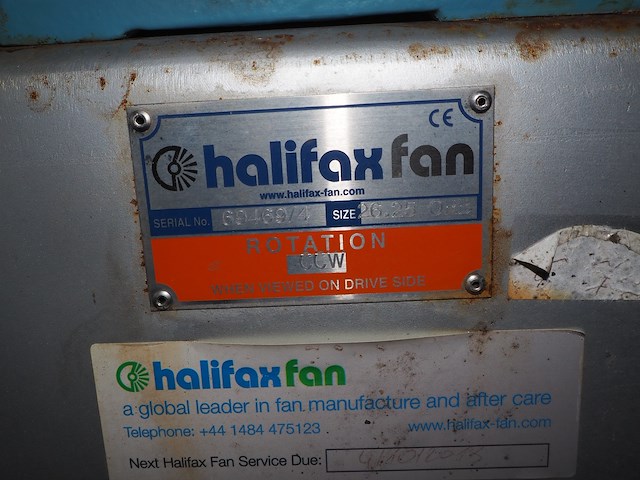 CE
halifax fan
www.halifax-fan.com
SERIAL No. SIZE
ROTATION
CCW
WHEN VIEWED ON DRIVE SIDE
halifax fan
a global leader in fan manufacture and after care
Telephone: +44 1484 475123 www.halifax-fan.com
Next Halifax Fan Service Due: